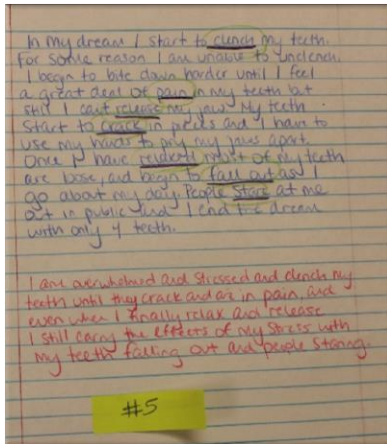 In my dream I start to clench my teeth.
For some reason I am unable to unclench.
I begin to bite down harder until I feel
a great deal of pain in my teeth but
still I cant release my jaw. My teeth
start to crack in pieces and I have to
use my hands to pry my jaws apart.
Once I have released most of my teeth
are loose, and begin to fall out as I
go about my day. People stare at me
out in public and I end the dream
with only 4 teeth.
I am overwhelmed and stressed and clench my
teeth until they crack and are in pain, and
even when I finally relax and release
I still carry the effects of my stress with
my teeth falling out and people staring.
#5